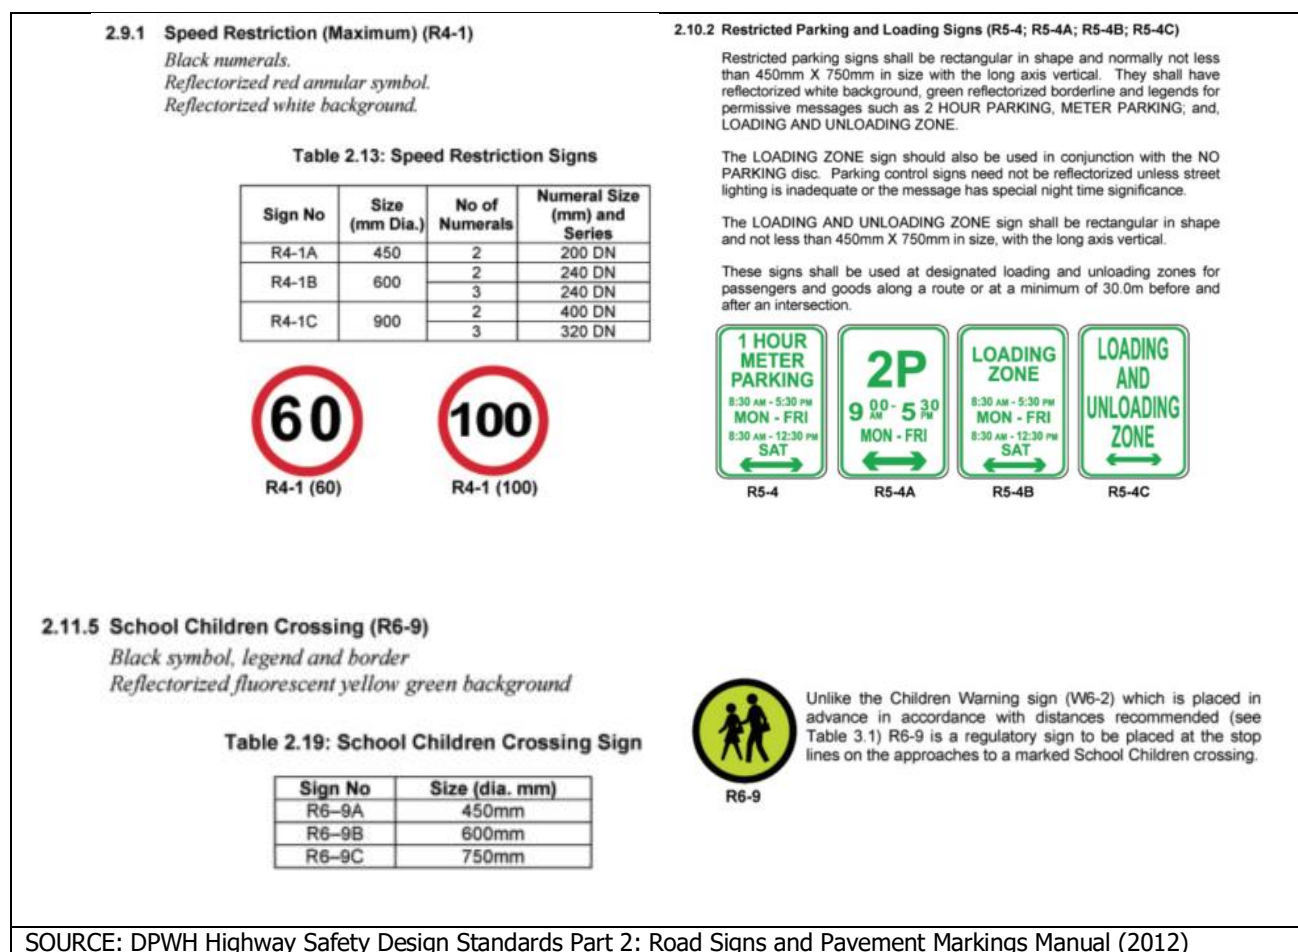 2.9.1 Speed Restriction (Maximum) (R4-1)
Black numerals.
Reflectorized red annular symbol.
Reflectorized white background.
Table 2.13: Speed Restriction Signs
Sign No
Size
(mm Dia.)
No of
Numerals
Numeral Size
(mm) and
Series
R4-1A 450 2 200 DN
R4-1B 600 2 240 DN
3 240 DN
R4-1C 900 2 400 DN
3 320 DN
60
100
R4-1 (60)
R4-1 (100)
2.10.2 Restricted Parking and Loading Signs (R5-4; R5-4A; R5-4B; R5-4C)
Restricted parking signs shall be rectangular in shape and normally not less
than 450mm X 750mm in size with the long axis vertical. They shall have
reflectorized white background, green reflectorized borderline and legends for
permissive messages such as 2 HOUR PARKING, METER PARKING; and,
LOADING AND UNLOADING ZONE.
The LOADING ZONE sign should also be used in conjunction with the NO
PARKING disc. Parking control signs need not be reflectorized unless street
lighting is inadequate or the message has special night time significance.
The LOADING AND UNLOADING ZONE sign shall be rectangular in shape
and not less than 450mm X 750mm in size, with the long axis vertical.
These signs shall be used at designated loading and unloading zones for
passengers and goods along a route or at a minimum of 30.0m before and
after an intersection.
1 HOUR
METER
PARKING
8:30 AM - 5:30 PM
MON - FRI
8:30 AM - 12:30 PM
SAT
R5-4
2P
9 00 AM - 5 30 PM
MON - FRI
R5-4A
LOADING
ZONE
8:30 AM - 5:30 PM
MON - FRI
8:30 AM - 12:30 PM
SAT
R5-4B
LOADING
AND
UNLOADING
ZONE
R5-4C
2.11.5 School Children Crossing (R6-9)
Black symbol, legend and border
Reflectorized fluorescent yellow green background
Table 2.19: School Children Crossing Sign
Sign No Size (dia. mm)
R6–9A 450mm
R6–9B 600mm
R6–9C 750mm
R6-9
Unlike the Children Warning sign (W6-2) which is placed in
advance in accordance with distances recommended (see
Table 3.1) R6-9 is a regulatory sign to be placed at the stop
lines on the approaches to a marked School Children crossing.
SOURCE: DPWH Highway Safety Design Standards Part 2: Road Signs and Pavement Markings Manual (2012)